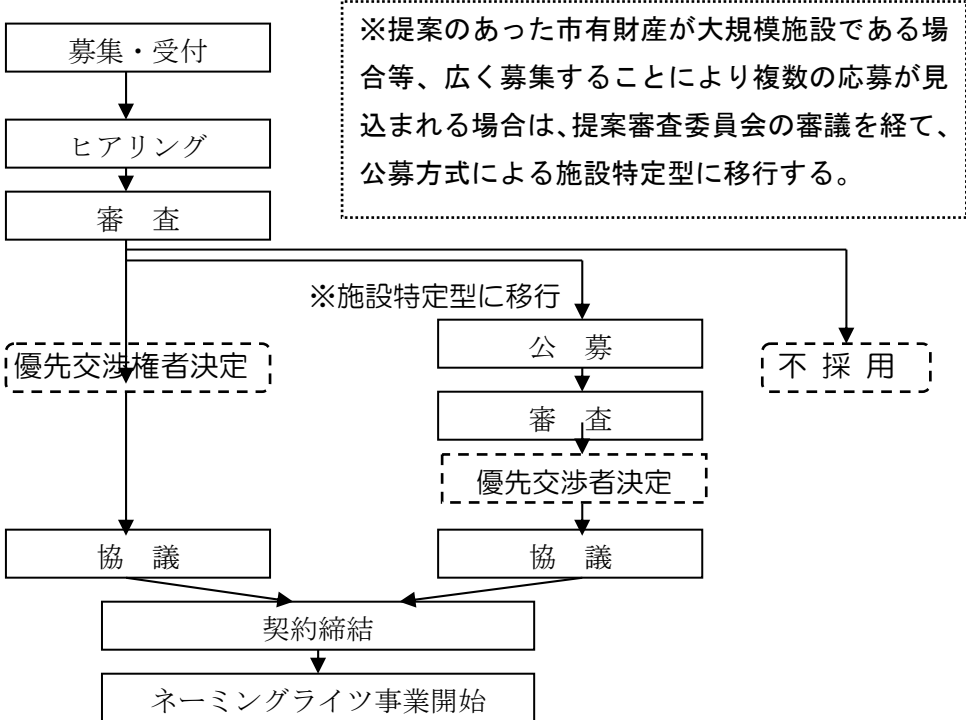 募集・受付
※提案のあった市有財産が大規模施設である場
合等、広く募集することにより複数の応募が見
込まれる場合は、提案審査委員会の審議を経て、
公募方式による施設特定型に移行する。
ヒアリング
審 査
※施設特定型に移行
優先交渉権者決定
公 募
不 採 用
審 査
優先交渉者決定
協 議
協 議
契約締結
ネーミングライツ事業開始